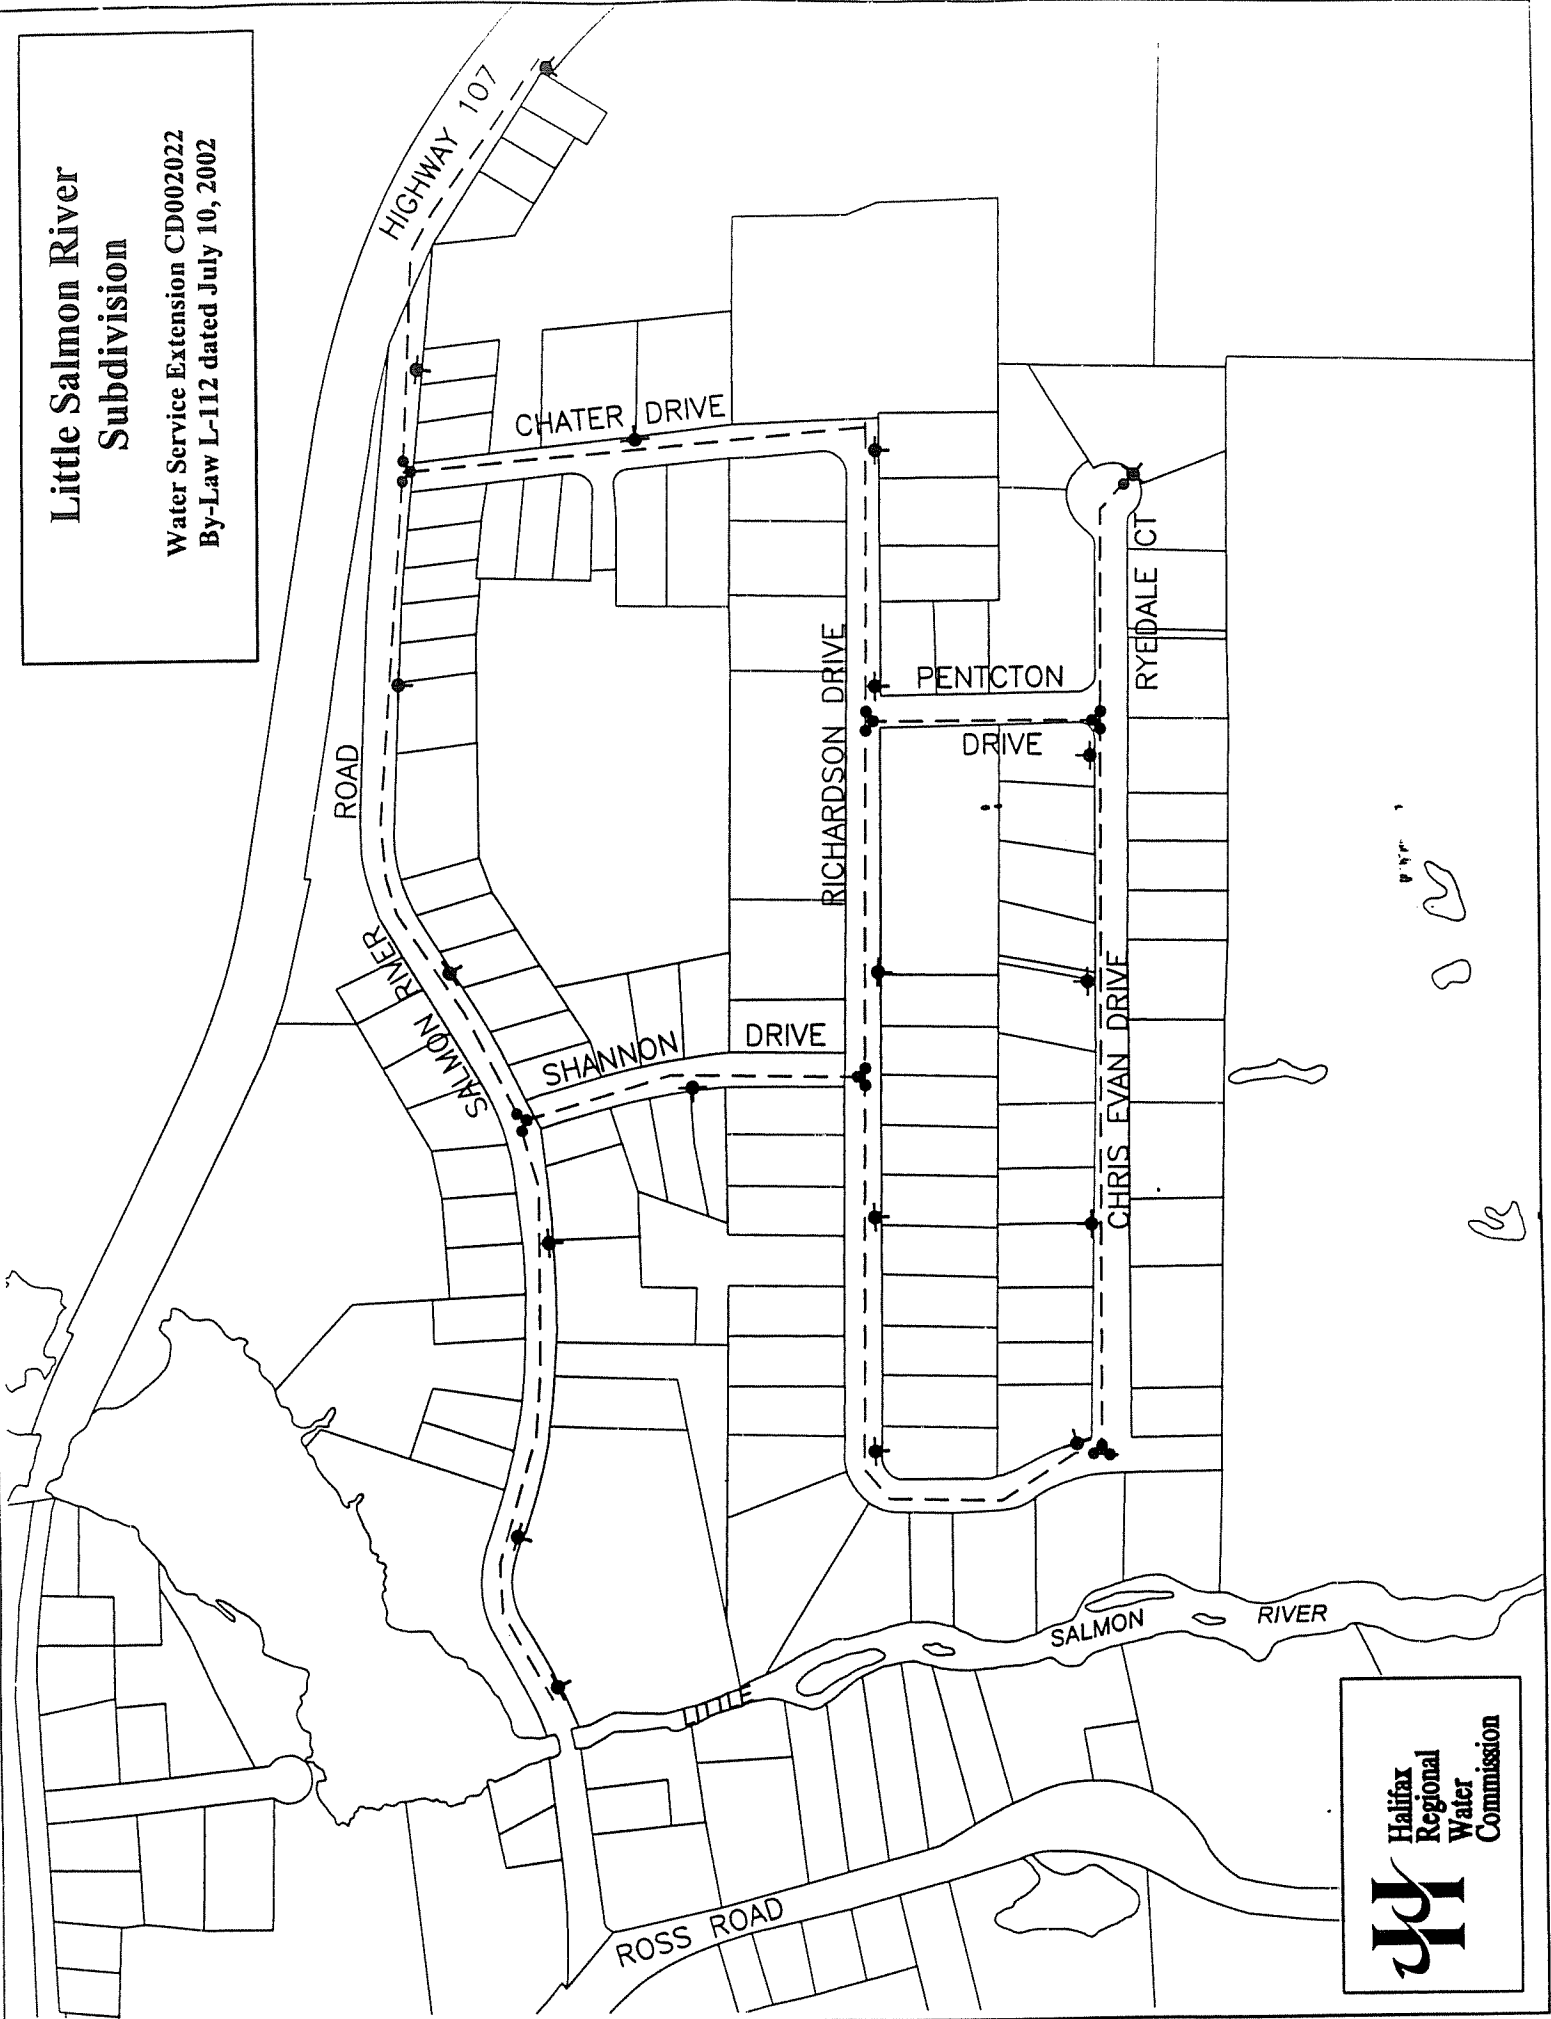 Little Salmon River
Subdivision
Water Service Extension CD002022
By-Law L-112 dated July 10, 2002
HIGHWAY 107
CHATER DRIVE
ROAD
SALMON RIVER
RICHARDSON DRIVE
PENTCTON
DRIVE
RYEDALE CT
SHANNON DRIVE
CHRIS EVAN DRIVE
LITTLE
SALMON
RIVER
ROSS ROAD
Halifax
Regional
Water
Commission